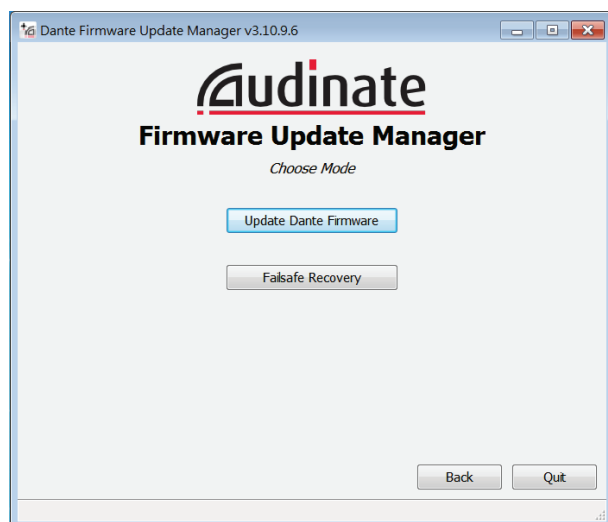 Dante Firmware Update Manager v3.10.9.6
Audinate
Firmware Update Manager
Choose Mode
Update Dante Firmware
Failsafe Recovery
Back Quit